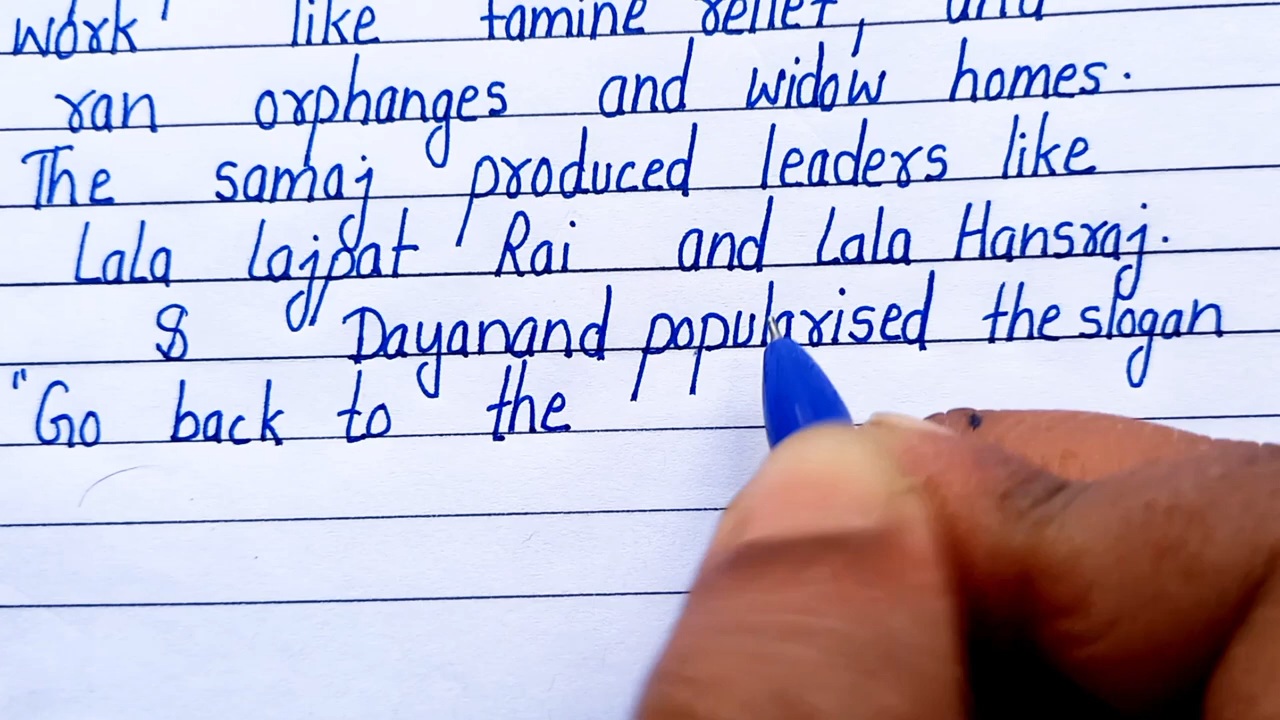 work like famine relief, and
ran orphanges and widow homes.
The samaj produced leaders like
Lala Lajpat Rai and Lala Hansraj.
S Dayanand popularised the slogan
"Go back to the